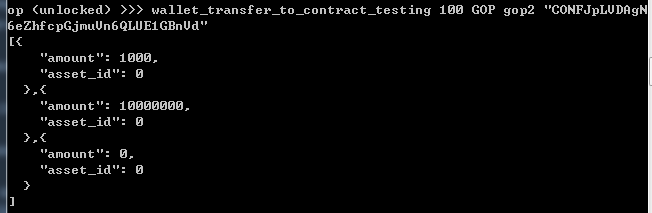 op (unlocked) >>> wallet_transfer_to_contract_testing 100 GOP gop2 "CONFJpLVDAgN
6eZhfcpGjmuVn6QLUE1GBnVd"
[{
    "amount": 1000,
    "asset_id": 0
  },{
    "amount": 10000000,
    "asset_id": 0
  },{
    "amount": 0,
    "asset_id": 0
  }
]